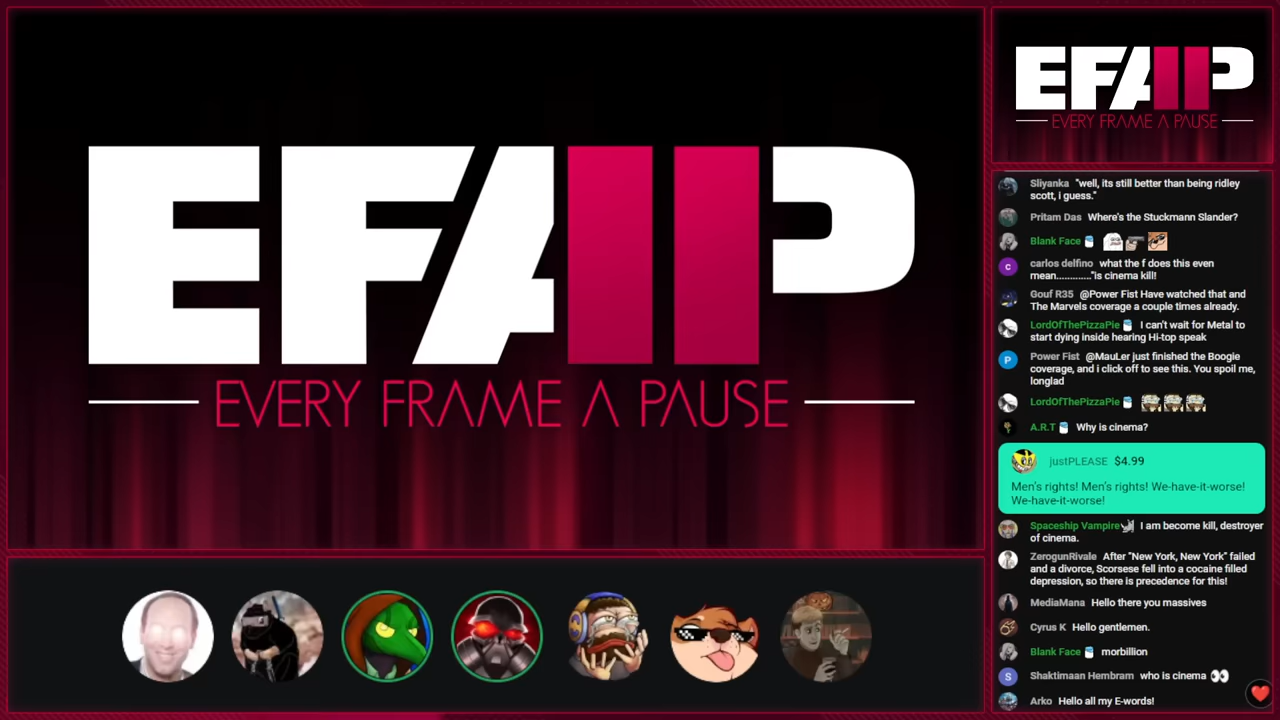 EFAP
EVERY FRAME A PAUSE
EFAP
EVERY FRAME A PAUSE
Sliyanka "well, its still better than being ridley
scott, i guess."
Pritam Das Where's the Stuckmann Slander?
Blank Face
carlos delfino what the f does this even
mean.............."is cinema kill!
Gouf R35 @Power Fist Have watched that and
The Marvels coverage a couple times already.
LordOfThePizzaPie I can't wait for Metal to
start dying inside hearing Hi-top speak
P
Power Fist @MauLer just finished the Boogie
coverage, and i click off to see this. You spoil me,
longlad
LordOfThePizzaPie
A.R.T Why is cinema?
justPLEASE $4.99
Men's rights! Men's rights! We-have-it-worse!
We-have-it-worse!
Spaceship Vampire I am become kill, destroyer
of cinema.
ZerogunRivale After "New York, New York" failed
and a divorce, Scorsese fell into a cocaine filled
depression, so there is precedence for this!
MediaMana Hello there you massives
Cyrus K Hello gentlemen.
Blank Face morbillion
S
Shaktimaan Hembram who is cinema
Arko Hello all my E-words!